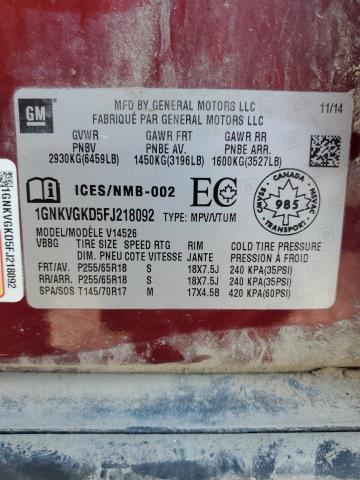 GM
MFD BY GENERAL MOTORS LLC 11/14
FABRIQUÉ PAR GENERAL MOTORS LLC
GVWR GAWR FRT GAWR RR
PNBV PNBE AV. PNBE ARR.
2930KG(6459LB) 1450KG(3196LB) 1600KG(3527LB)
ICES/NMB-002 EC
CANADA
SVMAC NSVAC
985
TRANSPORT
1GNKVGKD5FJ218092 TYPE: MPV/VTUM
MODEL/MODÈLE V14526
VBBG TIRE SIZE SPEED RTG RIM COLD TIRE PRESSURE
DIM. PNEU COTE VITESSE JANTE PRESSION À FROID
FRT/AV. P255/65R18 S 18X7.5J 240 KPA(35PSI)
RR/ARR. P255/65R18 S 18X7.5J 240 KPA(35PSI)
SPA/SOS T145/70R17 M 17X4.5B 420 KPA(60PSI)
1GNKVGKD5FJ218092